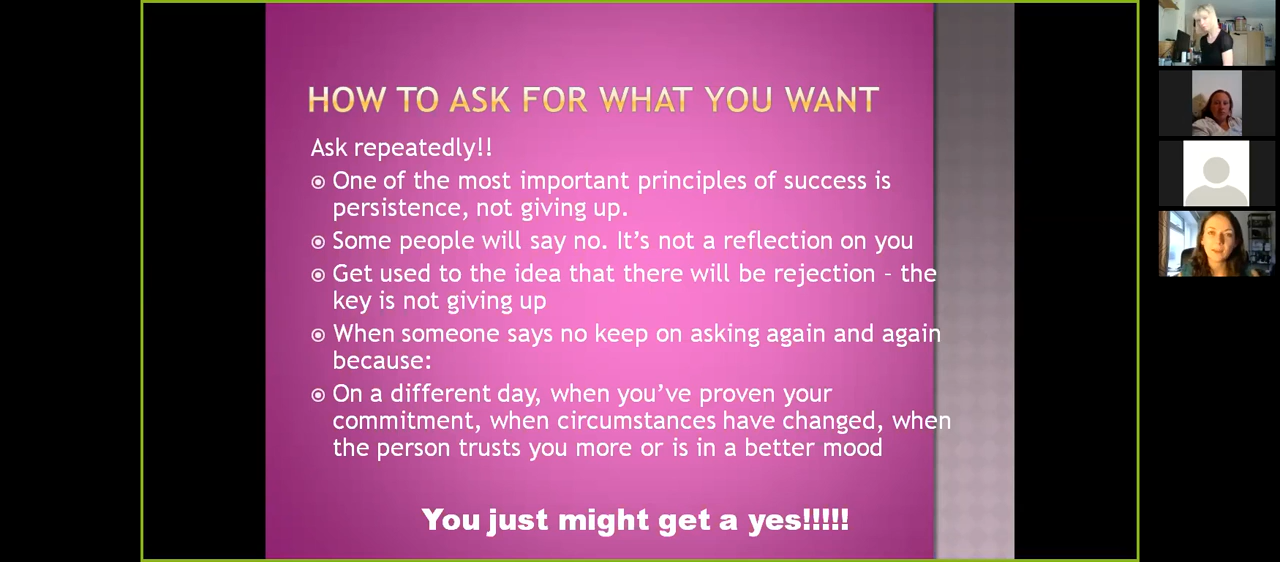 HOW TO ASK FOR WHAT YOU WANT
Ask repeatedly!!
One of the most important principles of success is
persistence, not giving up.
Some people will say no. It's not a reflection on you
Get used to the idea that there will be rejection – the
key is not giving up
When someone says no keep on asking again and again
because:
On a different day, when you've proven your
commitment, when circumstances have changed, when
the person trusts you more or is in a better mood
You just might get a yes!!!!!